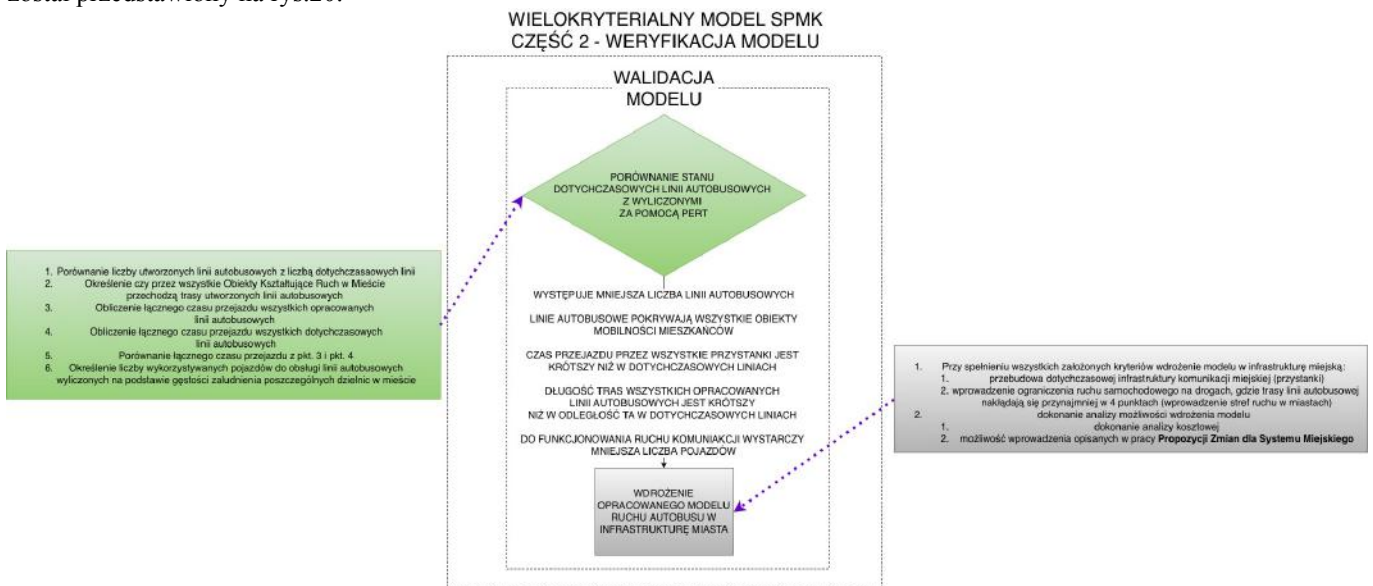 został przedstawiony na rys.20.
WIELOKRYTERIALNY MODEL SPMK
CZĘŚĆ 2 - WERYFIKACJA MODELU
WALIDACJA
MODELU
PORÓWNANIE STANU
DOTYCHCZASOWYCH LINII AUTOBUSOWYCH
Z WYLICZONYMI
ZA POMOCĄ PERT
1. Porównanie liczby utworzonych linii autobusowych z liczbą dotychczasaowych linii
2. Określenie czy przez wszystkie Obiekty Kształtujące Ruch w Mieście
przechodzą trasy utworzonych linii autobusowych
3. Obliczenie łącznego czasu przejazdu wszystkich opracowanych
linii autobusowych
4. Obliczenie łącznego czasu przejazdu wszystkich dotychczasowych
linii autobusowych
5. Porównanie łącznego czasu przejazdu z pkt. 3 i pkt. 4
6. Określenie liczby wykorzystywanych pojazdów do obsługi linii autobusowych
wyliczonych na podstawie gęstości zaludnienia poszczególnych dzielnic w mieście
WYSTĘPUJE MNIEJSZA LICZBA LINII AUTOBUSOWYCH
LINIE AUTOBUSOWE POKRYWAJĄ WSZYSTKIE OBIEKTY
MOBILNOŚCI MIESZKAŃCÓW
CZAS PRZEJAZDU PRZEZ WSZYSTKIE PRZYSTANKI JEST
KRÓTSZY NIŻ W DOTYCHCZASOWYCH LINIACH
DŁUGOŚĆ TRAS WSZYSTKICH OPRACOWANYCH
LINII AUTOBUSOWYCH JEST KRÓTSZY
NIŻ W ODLEGŁOŚĆ TA W DOTYCHCZASOWYCH LINIACH
DO FUNKCJONOWANIA RUCHU KOMUNIAKCJI WYSTARCZY
MNIEJSZA LICZBA POJAZDÓW
WDROŻENIE
OPRACOWANEGO MODELU
RUCHU AUTOBUSU W
INFRASTRUKTURĘ MIASTA
1. Przy spełnieniu wszystkich założonych kryteriów wdrożenie modelu w infrastrukturę miejską:
1. przebudowa dotychczasowej infrastruktury komunikacji miejskiej (przystanki)
2. wprowadzenie ograniczenia ruchu samochodowego na drogach, gdzie trasy linii autobusowej
nakłądają się przynajmniej w 4 punktach (wprowadzenie stref ruchu w miastach)
2. dokonanie analizy możliwości wdrożenia modelu
1. dokonanie analizy kosztowej
2. możliwość wprowadzenia opisanych w pracy Propozycji Zmian dla Systemu Miejskiego